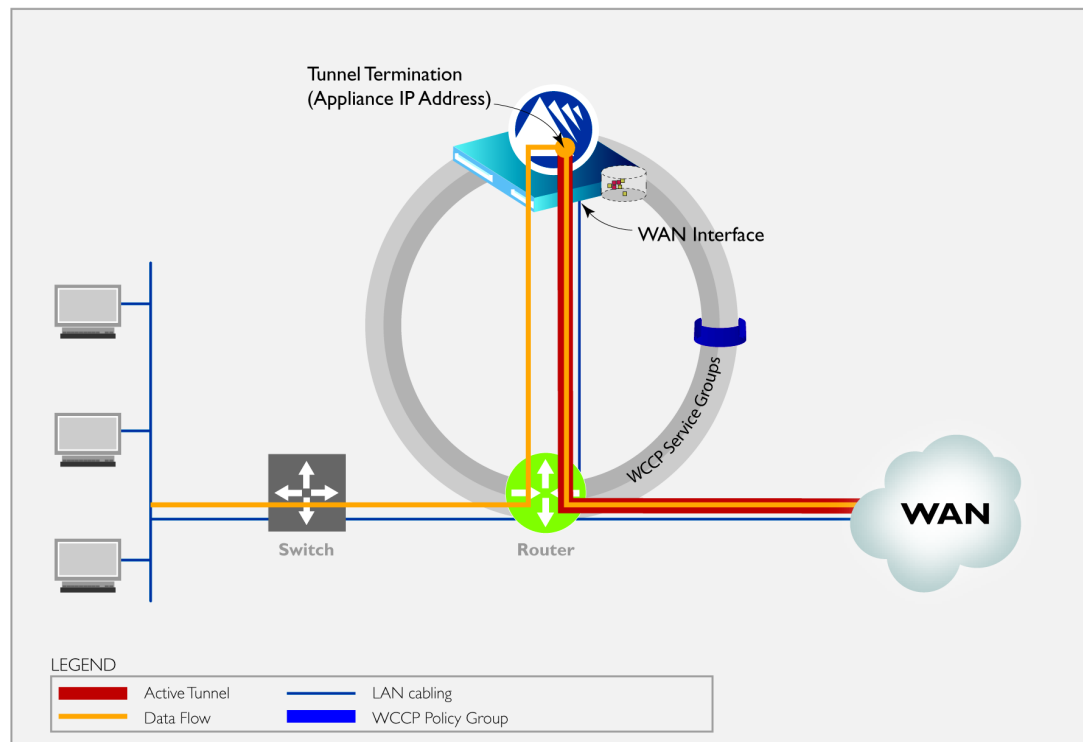 Tunnel Termination
(Appliance IP Address)
WAN Interface
WCCP Service Groups
WAN
Switch
Router
LEGEND
Active Tunnel
LAN cabling
Data Flow
WCCP Policy Group